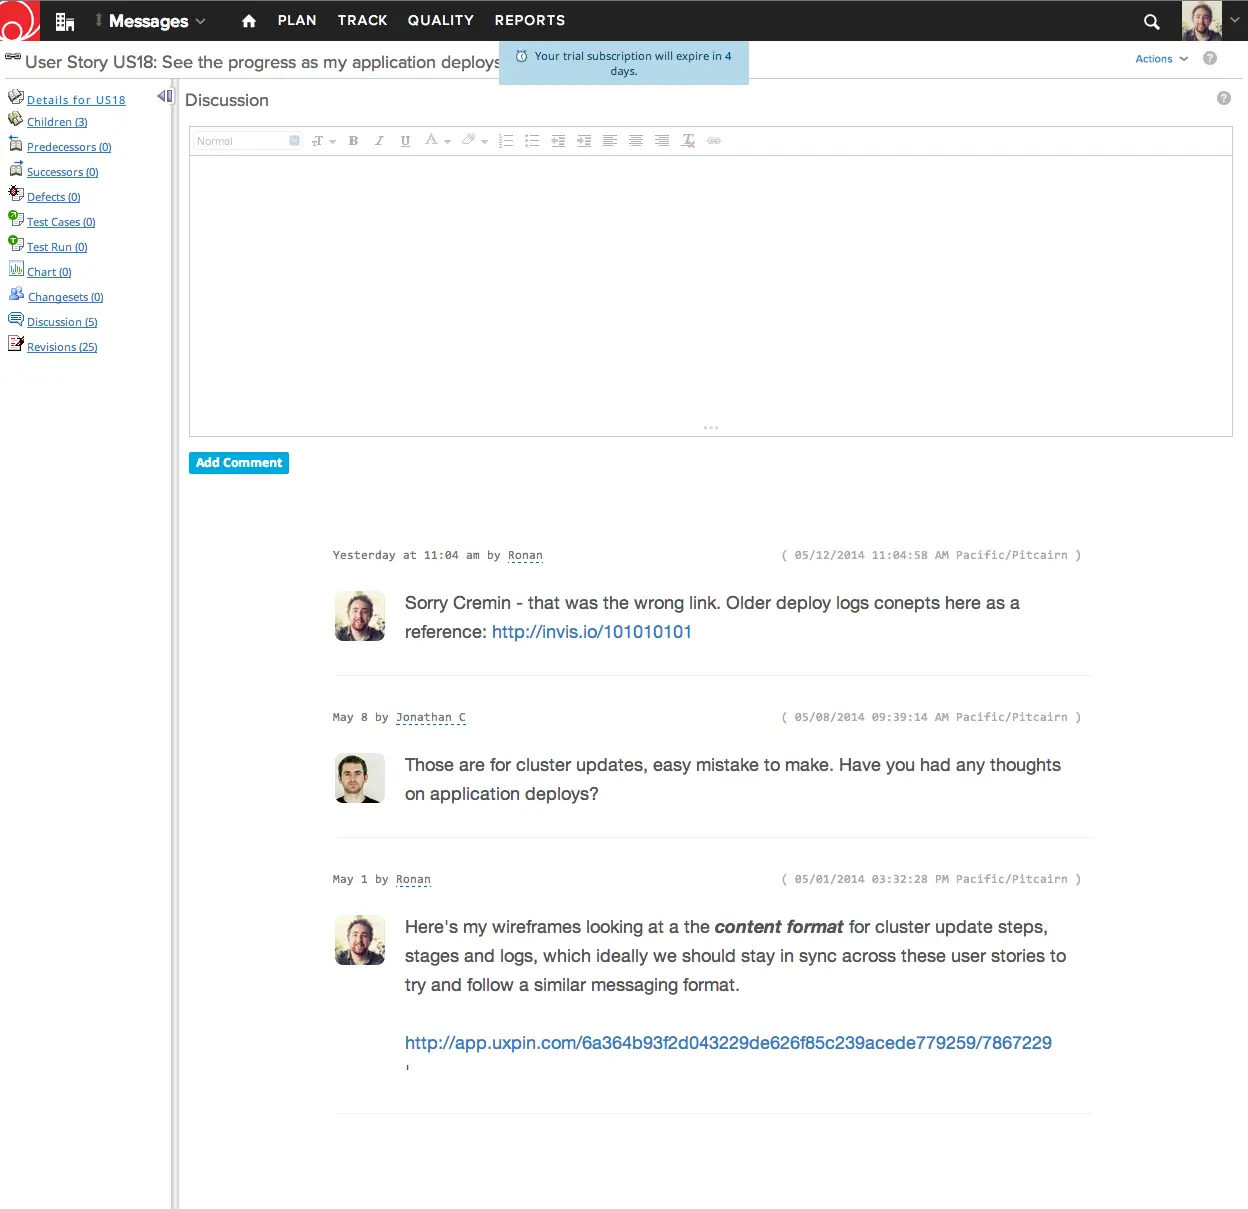 Messages
PLAN TRACK QUALITY REPORTS
User Story US18: See the progress as my application deploys
Your trial subscription will expire in 4
days.
Actions
Details for US18
Children (3)
Predecessors (0)
Successors (0)
Defects (0)
Test Cases (0)
Test Run (0)
Chart (0)
Changesets (0)
Discussion (5)
Revisions (25)
Discussion
Normal
Add Comment
Yesterday at 11:04 am by Ronan ( 05/12/2014 11:04:58 AM Pacific/Pitcairn )
Sorry Cremin - that was the wrong link. Older deploy logs conepts here as a
reference: http://invis.io/101010101
May 8 by Jonathan C ( 05/08/2014 09:39:14 AM Pacific/Pitcairn )
Those are for cluster updates, easy mistake to make. Have you had any thoughts
on application deploys?
May 1 by Ronan ( 05/01/2014 03:32:28 PM Pacific/Pitcairn )
Here's my wireframes looking at a the content format for cluster update steps,
stages and logs, which ideally we should stay in sync across these user stories to
try and follow a similar messaging format.
http://app.uxpin.com/6a364b93f2d043229de626f85c239acede779259/7867229